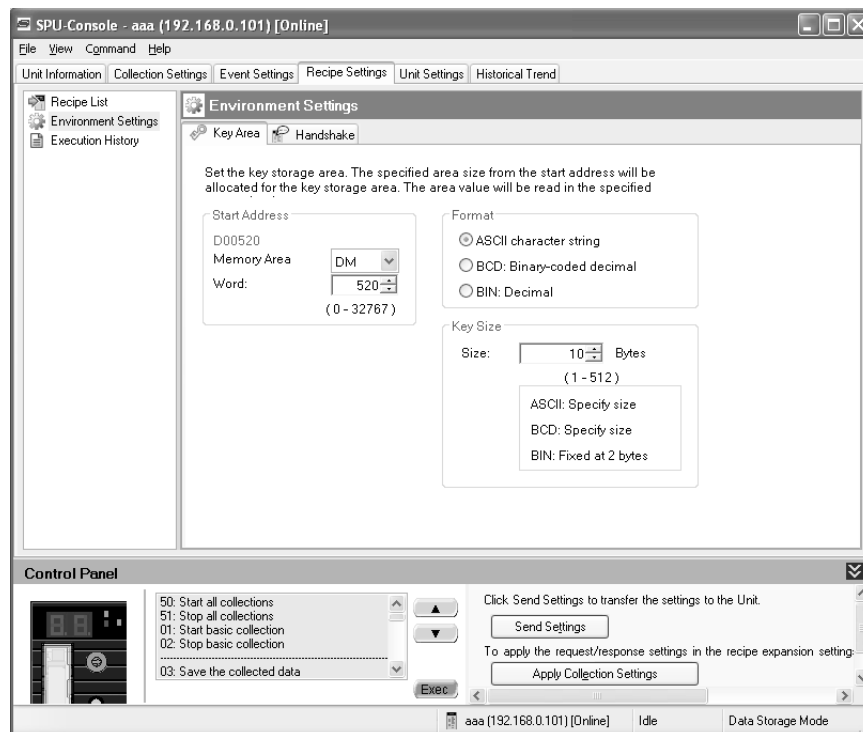 SPU-Console - aaa (192.168.0.101) [Online]
File View Command Help
Unit Information Collection Settings Event Settings Recipe Settings Unit Settings Historical Trend
Recipe List
Environment Settings
Execution History
Environment Settings
Key Area Handshake
Set the key storage area. The specified area size from the start address will be
allocated for the key storage area. The area value will be read in the specified
Start Address
D00520
Memory Area DM
Word: 520
(0 - 32767)
Format
ASCII character string
BCD: Binary-coded decimal
BIN: Decimal
Key Size
Size: 10 Bytes
(1 - 512)
ASCII: Specify size
BCD: Specify size
BIN: Fixed at 2 bytes
Control Panel
8.8.
50: Start all collections
51: Stop all collections
01: Start basic collection
02: Stop basic collection
03: Save the collected data
Exec
Click Send Settings to transfer the settings to the Unit.
Send Settings
To apply the request/response settings in the recipe expansion setting
Apply Collection Settings
aaa (192.168.0.101) [Online] Idle Data Storage Mode